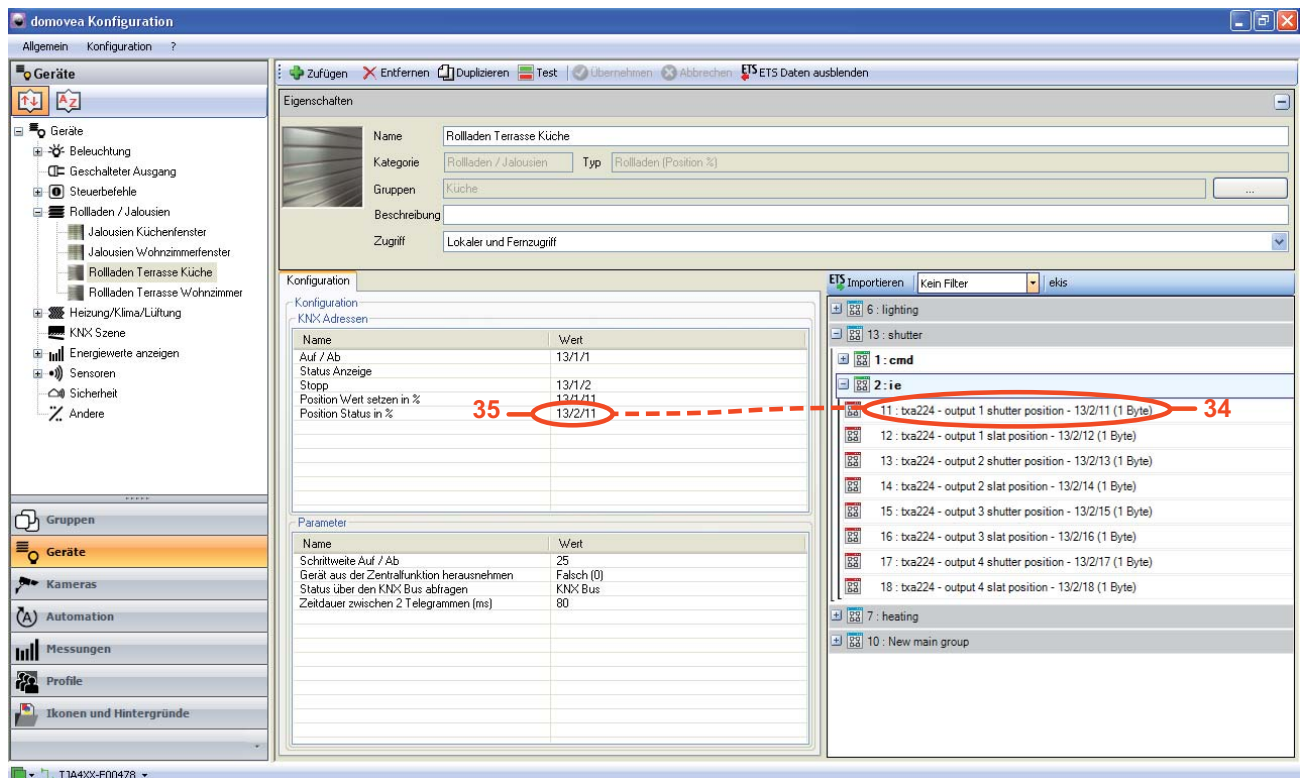 domovea Konfiguration
Allgemein Konfiguration ?
Geräte
Zufügen Entfernen Duplizieren Test Übernehmen Abbrechen ETS ETS Daten ausblenden
AZ
Geräte
Beleuchtung
Geschalteter Ausgang
Steuerbefehle
Rollladen / Jalousien
Jalousien Küchenfenster
Jalousien Wohnzimmerfenster
Rollladen Terrasse Küche
Rollladen Terrasse Wohnzimmer
Heizung/Klima/Lüftung
KNX Szene
Energiewerte anzeigen
Sensoren
Sicherheit
Andere
Gruppen
Geräte
Kameras
Automation
Messungen
Profile
Ikonen und Hintergründe
Eigenschaften
Name Rollladen Terrasse Küche
Kategorie Rollladen / Jalousien Typ Rollladen (Position %)
Gruppen Küche ...
Beschreibung
Zugriff Lokaler und Fernzugriff
Konfiguration
Konfiguration
KNX Adressen
Name Wert
Auf / Ab 13/1/1
Status Anzeige
Stopp 13/1/2
Position Wert setzen in % 13/1/11
Position Status in % 13/2/11
35
Parameter
Name Wert
Schrittweite Auf / Ab 25
Gerät aus der Zentralfunktion herausnehmen Falsch (0)
Status über den KNX Bus abfragen KNX Bus
Zeitdauer zwischen 2 Telegrammen (ms) 80
ETS Importieren Kein Filter ekis
6 : lighting
13 : shutter
1 : cmd
2 : ie
11 : txa224 - output 1 shutter position - 13/2/11 (1 Byte)
34
12 : txa224 - output 1 slat position - 13/2/12 (1 Byte)
13 : txa224 - output 2 shutter position - 13/2/13 (1 Byte)
14 : txa224 - output 2 slat position - 13/2/14 (1 Byte)
15 : txa224 - output 3 shutter position - 13/2/15 (1 Byte)
16 : txa224 - output 3 slat position - 13/2/16 (1 Byte)
17 : txa224 - output 4 shutter position - 13/2/17 (1 Byte)
18 : txa224 - output 4 slat position - 13/2/18 (1 Byte)
7 : heating
10 : New main group
TJA4XX-E00478